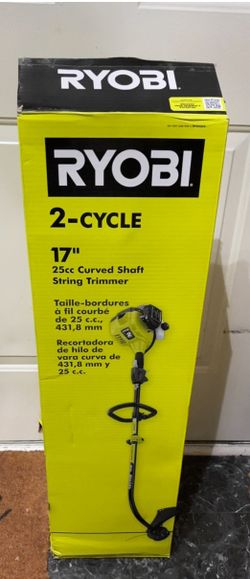 RYOBI
RYOBI
2-CYCLE
17"
25cc Curved Shaft
String Trimmer
Taille-bordures
à fil courbé
de 25 c.c.,
431,8 mm
Recortadora
de hilo de
vara curva de
431,8 mm y
25 c.c.